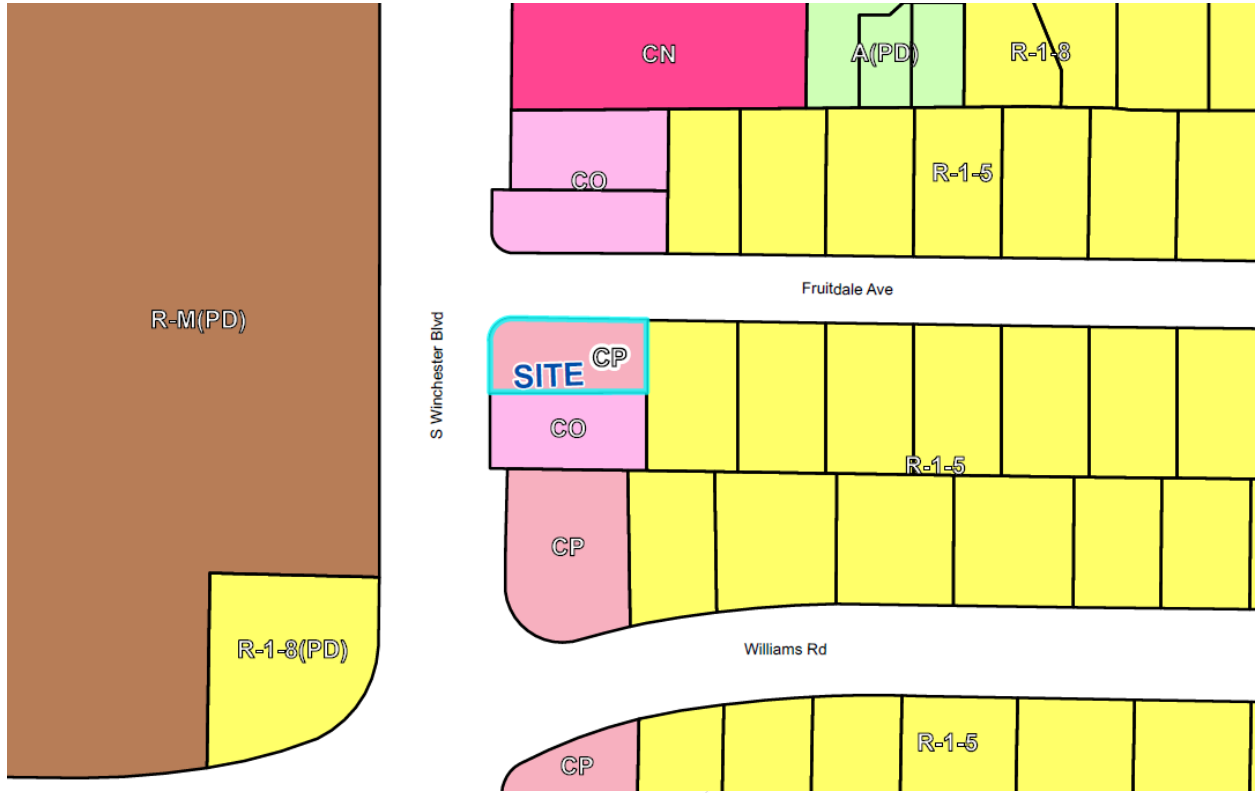 CN
A(PD)
R-1-8
CO
R-1-5
Fruitdale Ave
R-M(PD)
S Winchester Blvd
CP
SITE
CO
R-1-5
CP
R-1-8(PD)
Williams Rd
R-1-5
CP